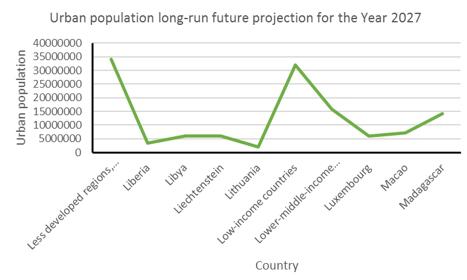 Urban population long-run future projection for the Year 2027
Urban population
40000000
35000000
30000000
25000000
20000000
15000000
10000000
5000000
0
Less developed regions,...
Liberia
Libya
Liechtenstein
Lithuania
Low-income countries
Lower-middle-income...
Luxembourg
Macao
Madagascar
Country